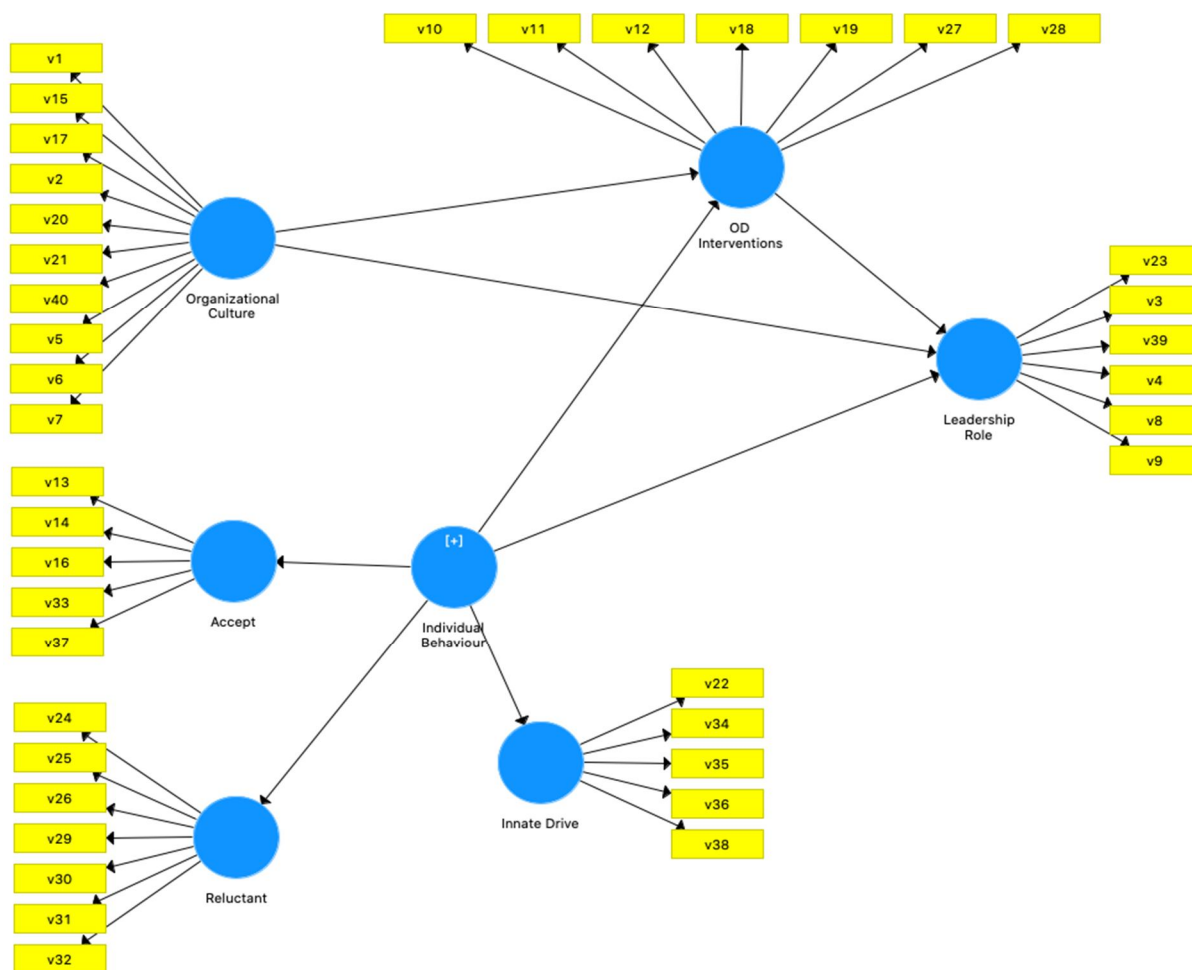 v10
v11
v12
v18
v19
v27
v28
v1
v15
v17
v2
v20
v21
v40
v5
v6
v7
Organizational
Culture
OD
Interventions
v23
v3
v39
v4
v8
v9
Leadership
Role
v13
v14
v16
v33
v37
Accept
[+]
Individual
Behaviour
v24
v25
v26
v29
v30
v31
v32
Reluctant
v22
v34
v35
v36
v38
Innate Drive